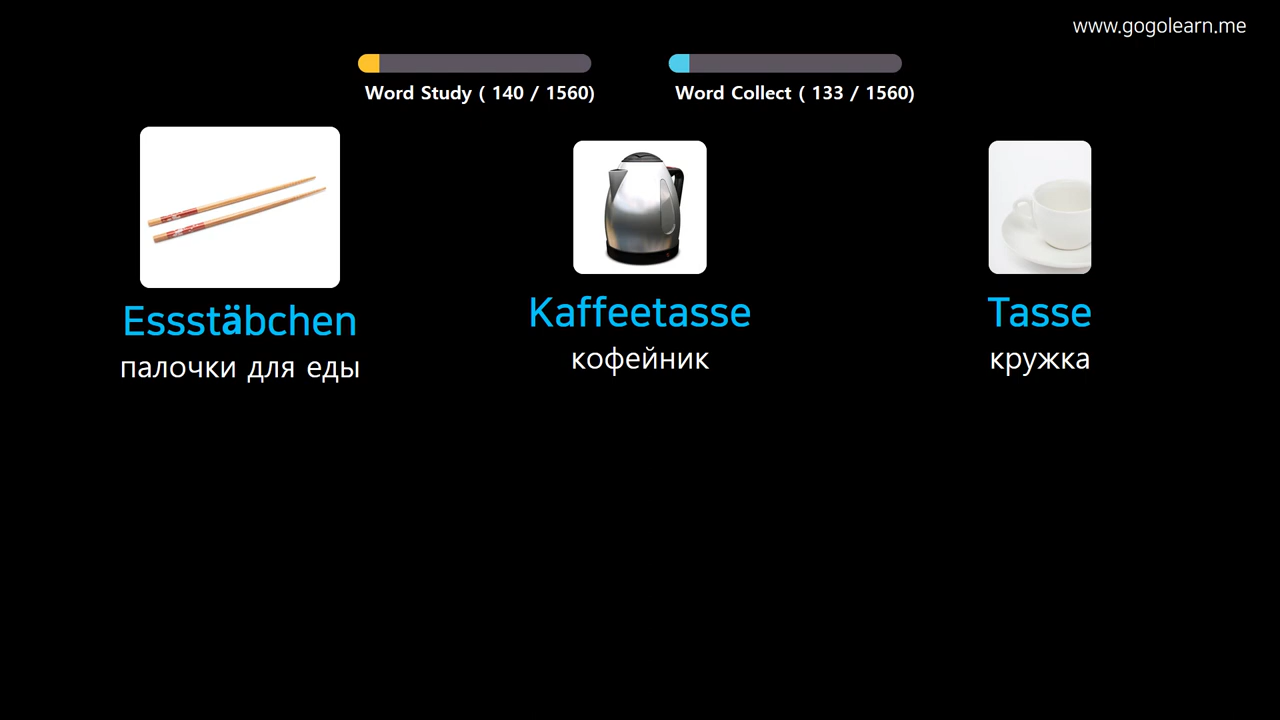 www.gogolearn.me
Word Study ( 140 / 1560)
Word Collect ( 133 / 1560)
Essstäbchen
палочки для еды
Kaffeetasse
кофейник
Tasse
кружка